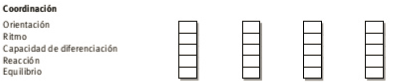 Coordinación
Orientación
Ritmo
Capacidad de diferenciación
Reacción
Equilibrio